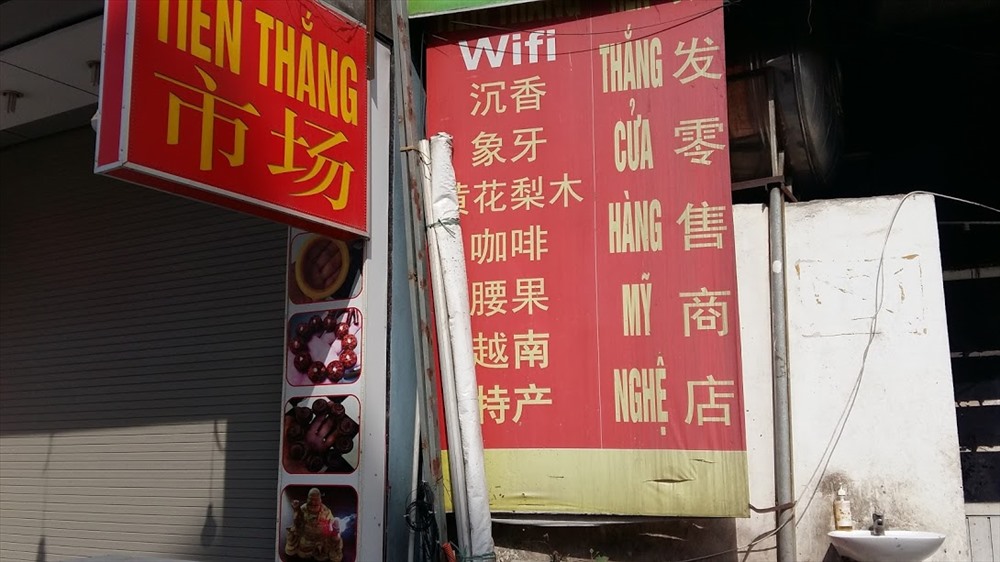 TIẾN THẮNG
市场
Wifi
沉香
象牙
黄花梨木
咖啡
腰果
越南
特产
THẮNG
CỬA
HÀNG
MỸ
NGHỆ
发
零
售
商
店